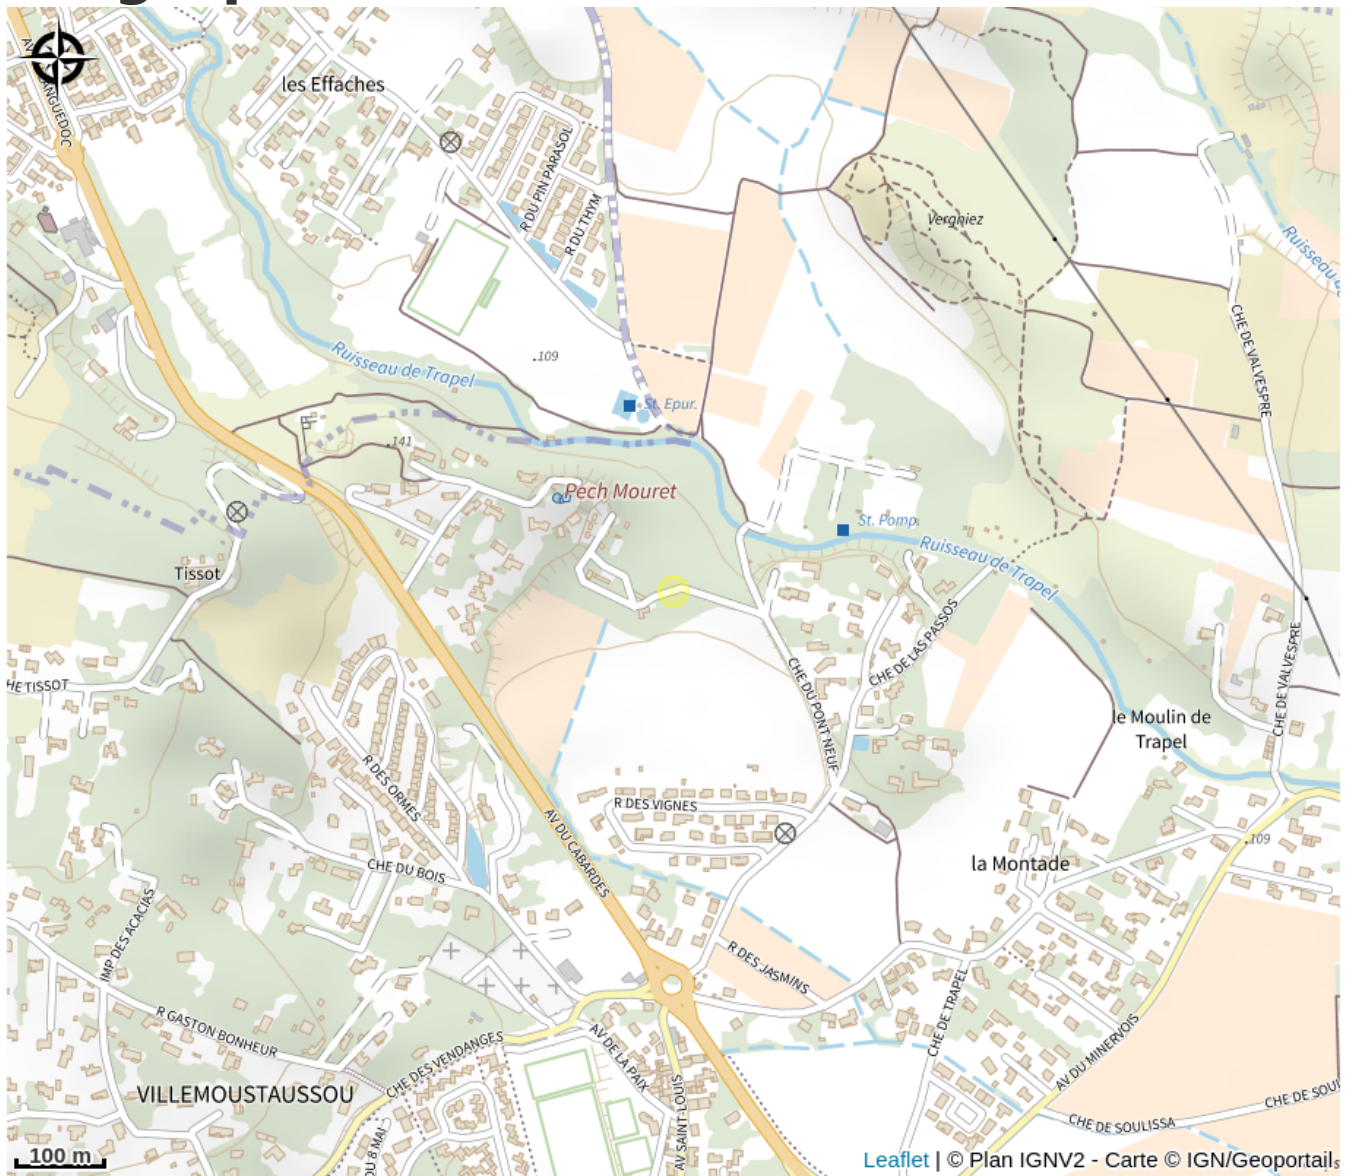 les Effaches
R DU PIN PARASOL
R DU THYM
Vergniez
Ruisseau de Trapel
.109
St. Epur.
CHE DE VALVESPRE
.141
Pech Mouret
St. Pomp.
Ruisseau de Trapel
Tissot
CHE DE LAS PASSOS
CHE DU PONT NEUF
CHE DE VALVESPRE
HE TISSOT
le Moulin de
Trapel
R DES ORMES
R DES VIGNES
AV DU CABARDES
.109
CHE DU BOIS
la Montade
IMP DES ACACIAS
R DES JASMINS
R GASTON BONHEUR
CHE DES VENDANGES
AV DE LA PAIX
CHE DE TRAPEL
AV DU MINERVOIS
VILLEMOUSTAUSSOU
AV SAINT-LOUIS
DU 8 MAI
CHE DE SOULISSA
CHE DE SOUL
100 m
Leaflet | © Plan IGNV2 - Carte © IGN/Geoportail